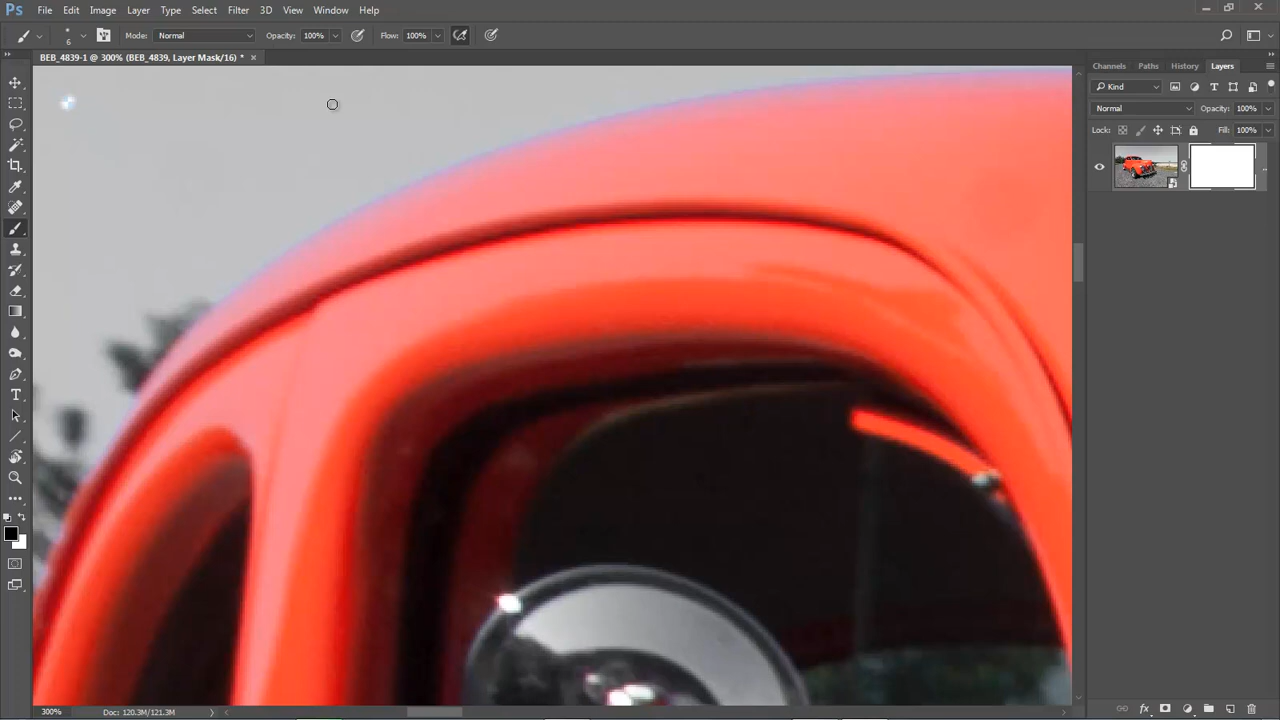 Ps File Edit Image Layer Type Select Filter 3D View Window Help
6 Mode: Normal Opacity: 100% Flow: 100%
BEB_4839-1 @ 300% (BEB_4839, Layer Mask/16) *
Channels Paths History Layers
Kind
Normal Opacity: 100%
Lock: Fill: 100%
300% Doc: 120.3M/121.3M